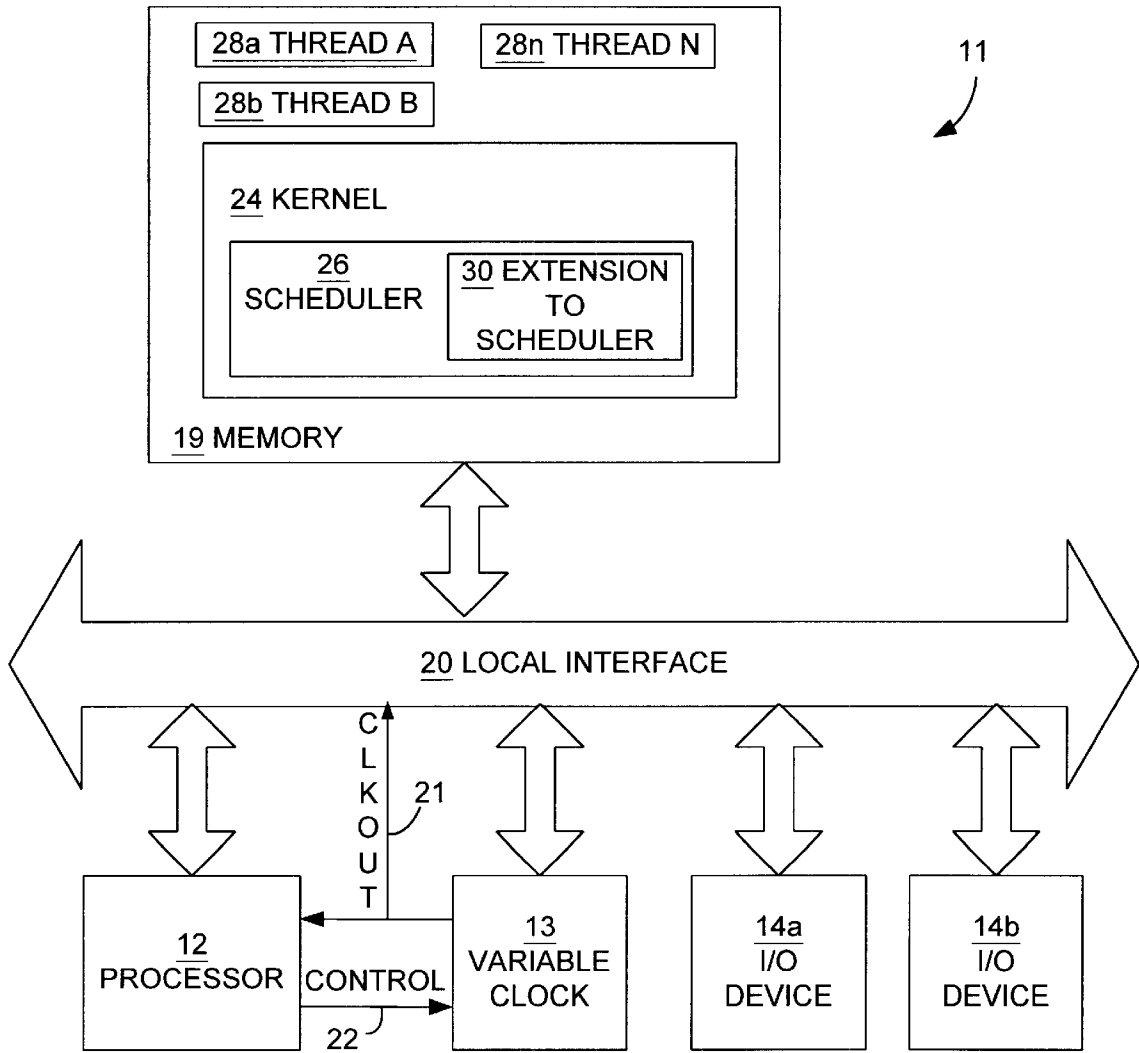 28a THREAD A
28n THREAD N
11
28b THREAD B
24 KERNEL
26
SCHEDULER
30 EXTENSION
TO
SCHEDULER
19 MEMORY
20 LOCAL INTERFACE
CLKOUT
21
12
PROCESSOR
CONTROL
22
13
VARIABLE
CLOCK
14a
I/O
DEVICE
14b
I/O
DEVICE